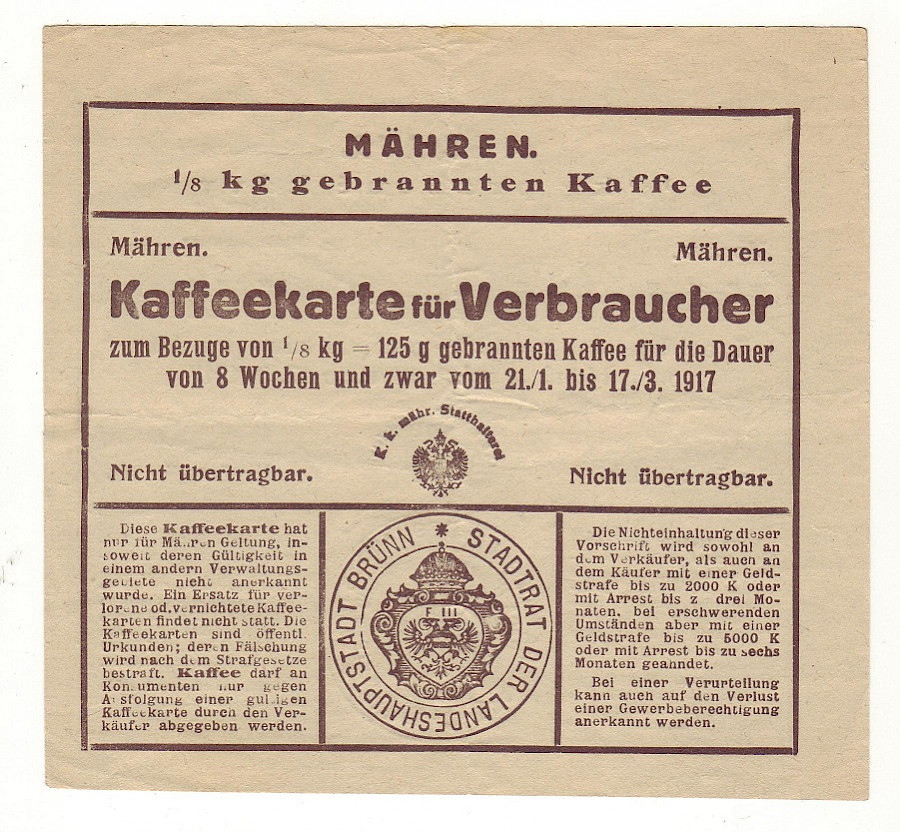 MÄHREN.
1/8 kg gebrannten Kaffee
Mähren.
Mähren.
Kaffeekarte für Verbraucher
zum Bezuge von 1/8 kg = 125 g gebrannten Kaffee für die Dauer
von 8 Wochen und zwar vom 21./1. bis 17./3. 1917
K. k. mähr. Statthalterei
Nicht übertragbar.
Nicht übertragbar.
Diese Kaffeekarte hat
nur für Mähren Geltung, in-
soweit deren Gültigkeit in
einem andern Verwaltungs-
gebiete nicht anerkannt
wurde. Ein Ersatz für ver-
lorene od. vernichtete Kaffee-
karten findet nicht statt. Die
Kaffeekarten sind öffentl.
Urkunden; deren Fälschung
wird nach dem Strafgesetze
bestraft. Kaffee darf an
Konsumenten nur gegen
Ausfolgung einer gültigen
Kaffeekarte durch den Ver-
käufer abgegeben werden.
STADTRAT DER LANDESHAUPTSTADT BRÜNN *
F III
Die Nichteinhaltung dieser
Vorschrift wird sowohl an
dem Verkäufer, als auch an
dem Käufer mit einer Geld-
strafe bis zu 2000 K oder
mit Arrest bis z drei Mo-
naten, bei erschwerenden
Umständen aber mit einer
Geldstrafe bis zu 5000 K
oder mit Arrest bis zu sechs
Monaten geahndet.
Bei einer Verurteilung
kann auch auf den Verlust
einer Gewerbeberechtigung
anerkannt werden.